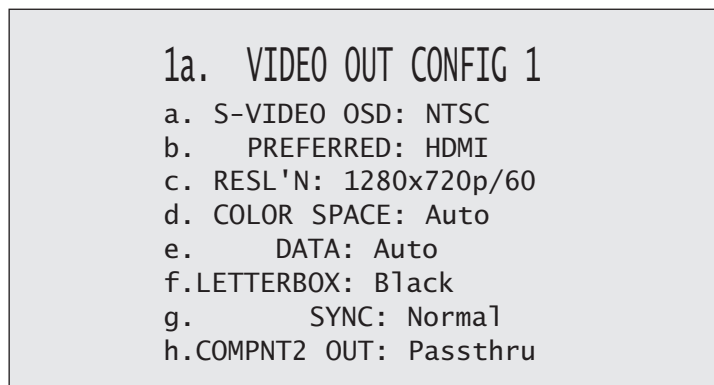 1a. VIDEO OUT CONFIG 1
a. S-VIDEO OSD: NTSC
b. PREFERRED: HDMI
c. RESL'N: 1280x720p/60
d. COLOR SPACE: Auto
e. DATA: Auto
f.LETTERBOX: Black
g. SYNC: Normal
h.COMPNT2 OUT: Passthru